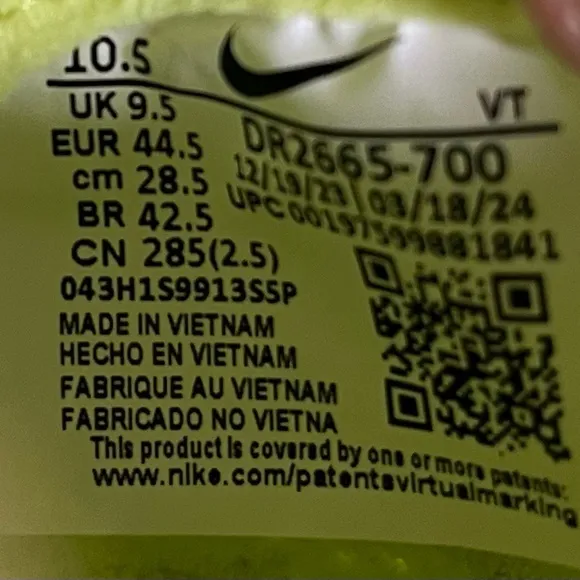 10.5
VT
UK 9.5
EUR 44.5
cm 28.5
BR 42.5
CN 285(2.5)
DR2665-700
12/19/23 03/18/24
UPC 00197599881841
043H1S9913S5P
MADE IN VIETNAM
HECHO EN VIETNAM
FABRIQUE AU VIETNAM
FABRICADO NO VIETNA
This product is covered by one or more patents:
www.nike.com/patentsvirtualmarking